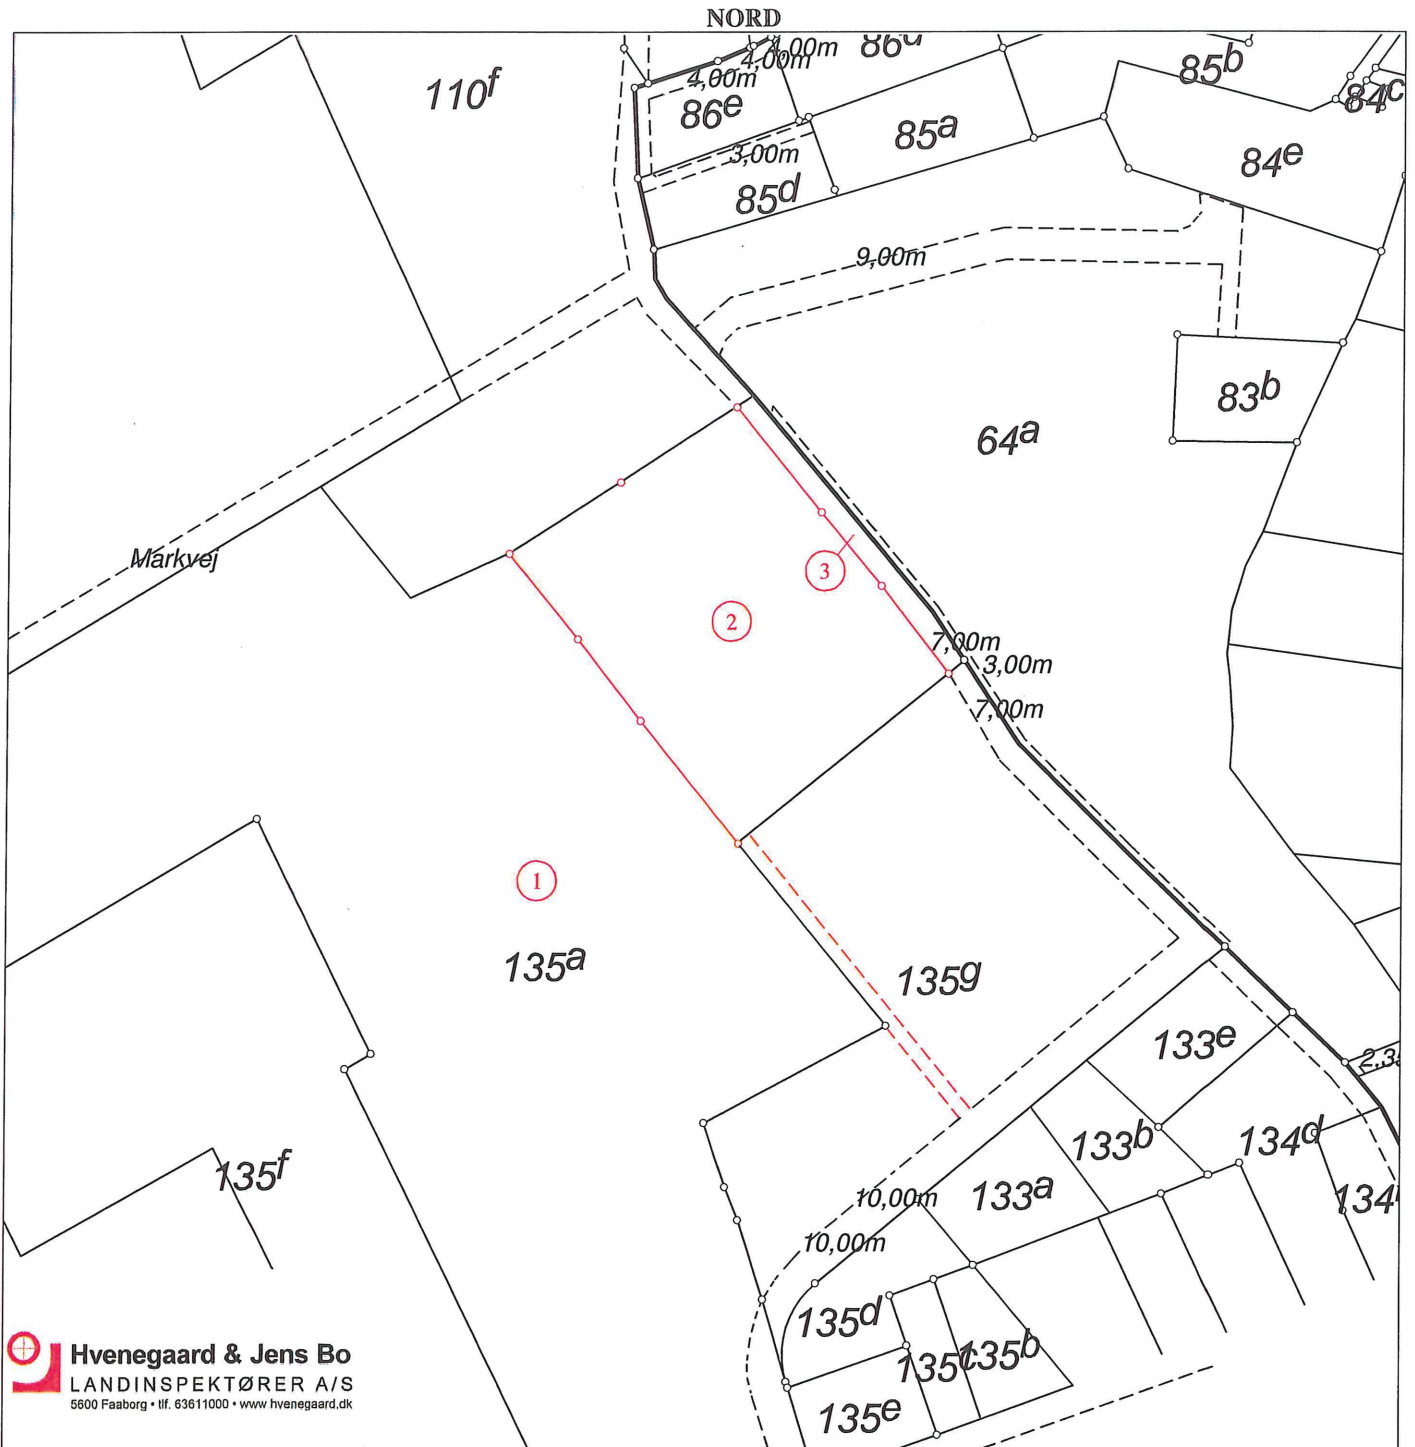 NORD
110f
4,00m
4,00m
4,00m
86d
85b
84c
86e
85a
84e
3,00m
85d
9,00m
83b
64a
Markvej
3
2
7,00m
3,00m
7,00m
1
135a
135g
133e
135f
133b
134d
133a
10,00m
10,00m
135d
135c
135b
135e
Hvenegaard & Jens Bo
LANDINSPEKTØRER A/S
5600 Faaborg • tlf. 63611000 • www.hvenegaard.dk